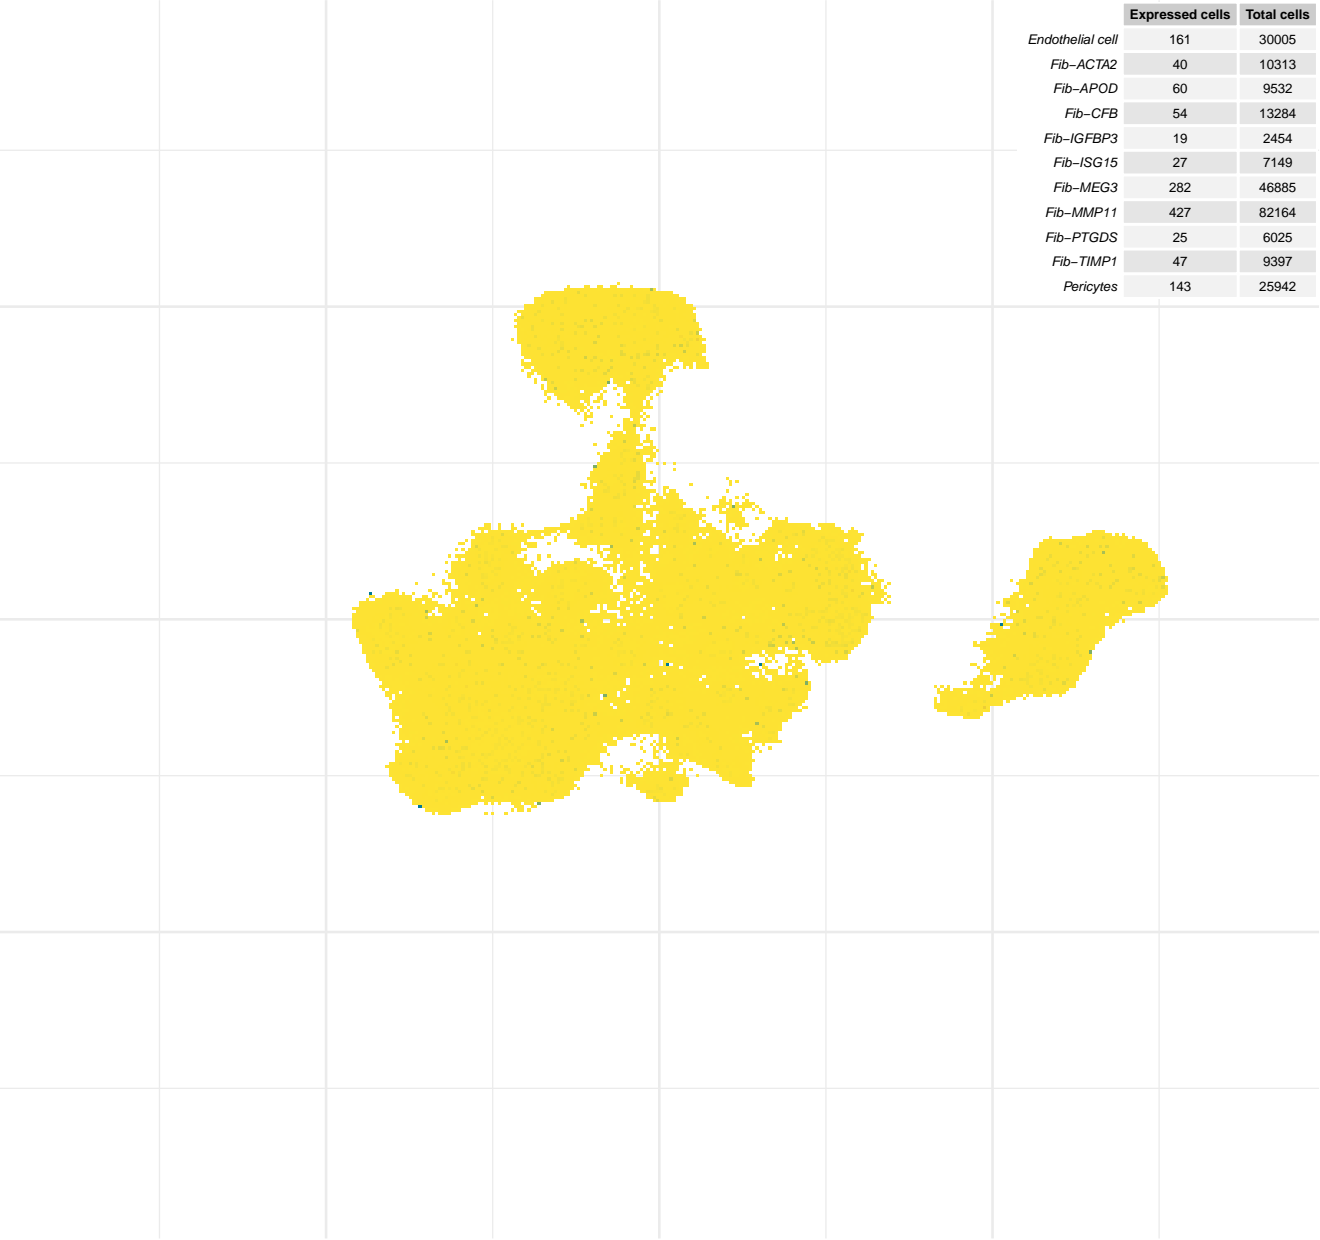 Expressed cells Total cells
Endothelial cell 161 30005
Fib−ACTA2 40 10313
Fib−APOD 60 9532
Fib−CFB 54 13284
Fib−IGFBP3 19 2454
Fib−ISG15 27 7149
Fib−MEG3 282 46885
Fib−MMP11 427 82164
Fib−PTGDS 25 6025
Fib−TIMP1 47 9397
Pericytes 143 25942